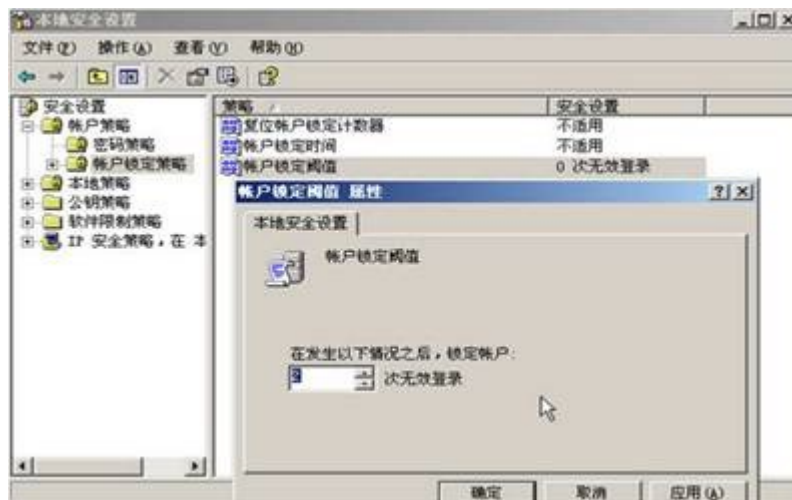 本地安全设置
文件(F) 操作(A) 查看(V) 帮助(H)
安全设置
帐户策略
密码策略
帐户锁定策略
本地策略
公钥策略
软件限制策略
IP 安全策略，在 本
策略 安全设置
复位帐户锁定计数器 不适用
帐户锁定时间 不适用
帐户锁定阈值 0 次无效登录
帐户锁定阈值 属性
本地安全设置
帐户锁定阈值
在发生以下情况之后，锁定帐户:
次无效登录
确定 取消 应用(A)